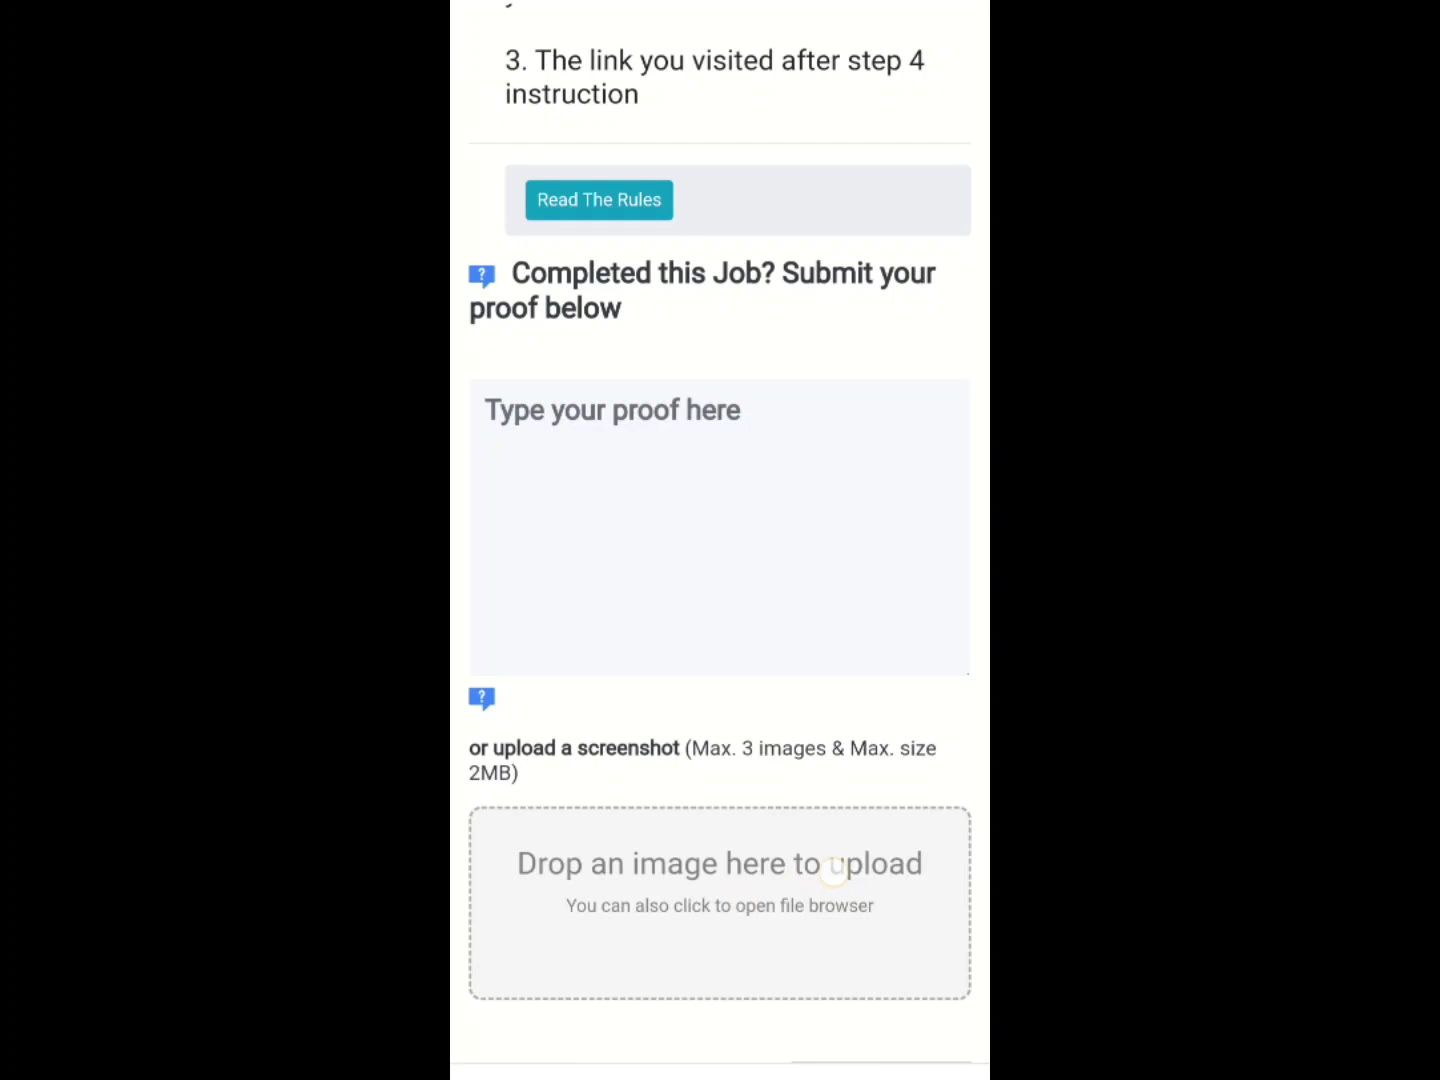 3. The link you visited after step 4
instruction
Read The Rules
Completed this Job? Submit your
proof below
Type your proof here
or upload a screenshot (Max. 3 images & Max. size
2MB)
Drop an image here to upload
You can also click to open file browser